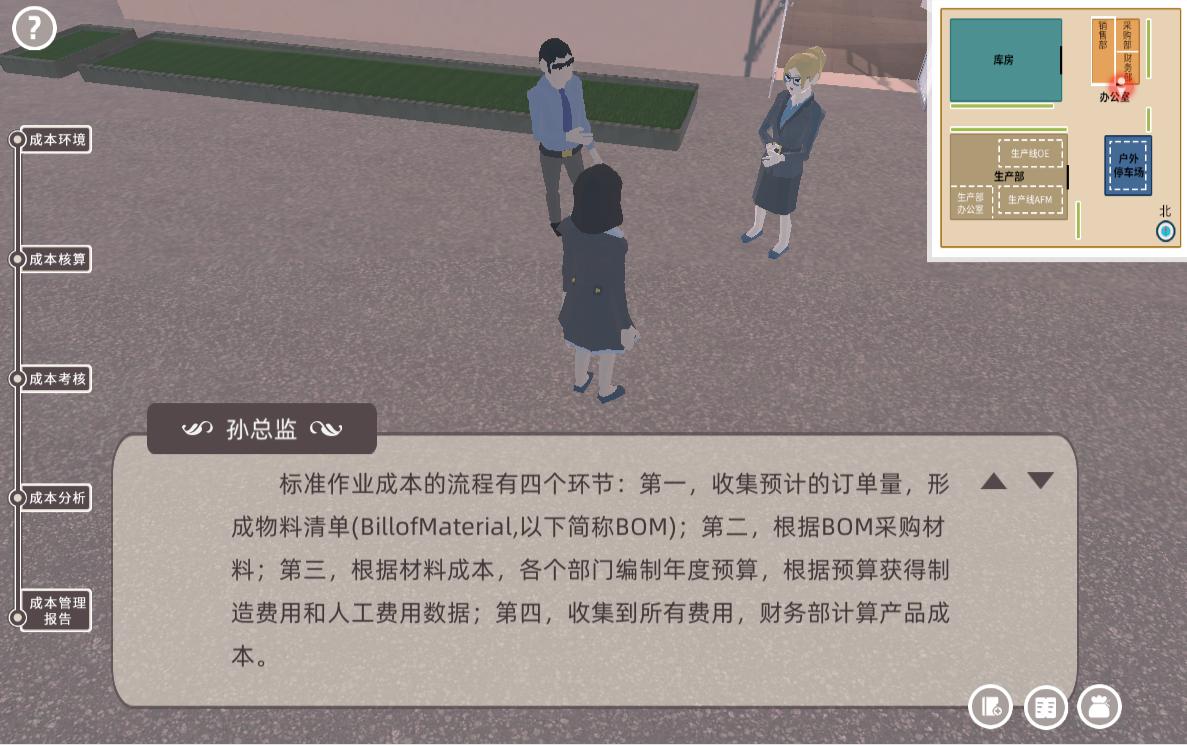 ?
成本环境
成本核算
成本考核
成本分析
成本管理
报告
库房
销售部
采购部
财务部
办公室
生产线OE
生产部
生产部
办公室
生产线AFM
户外
停车场
北
孙总监
标准作业成本的流程有四个环节：第一，收集预计的订单量，形
成物料清单(BillofMaterial,以下简称BOM)；第二，根据BOM采购材
料；第三，根据材料成本，各个部门编制年度预算，根据预算获得制
造费用和人工费用数据；第四，收集到所有费用，财务部计算产品成
本。